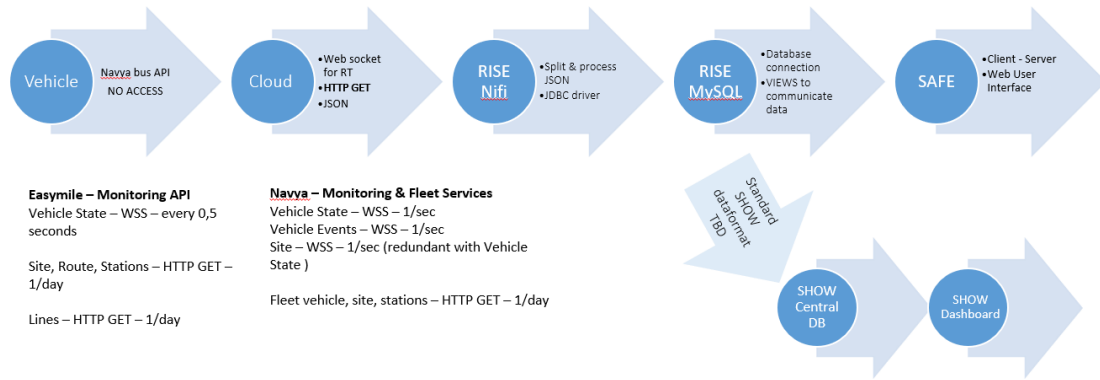 Vehicle
Navya bus API
NO ACCESS
Cloud
•Web socket
for RT
•HTTP GET
•JSON
RISE
Nifi
•Split & process
JSON
•JDBC driver
RISE
MySQL
•Database
connection
•VIEWS to
communicate
data
SAFE
•Client - Server
•Web User
Interface
Easymile – Monitoring API
Vehicle State – WSS – every 0,5
seconds
Site, Route, Stations – HTTP GET –
1/day
Lines – HTTP GET – 1/day
Navya – Monitoring & Fleet Services
Vehicle State – WSS – 1/sec
Vehicle Events – WSS – 1/sec
Site – WSS – 1/sec (redundant with Vehicle
State )
Fleet vehicle, site, stations – HTTP GET – 1/day
Standard
SHOW
dataformat
TBD
SHOW
Central
DB
SHOW
Dashboard